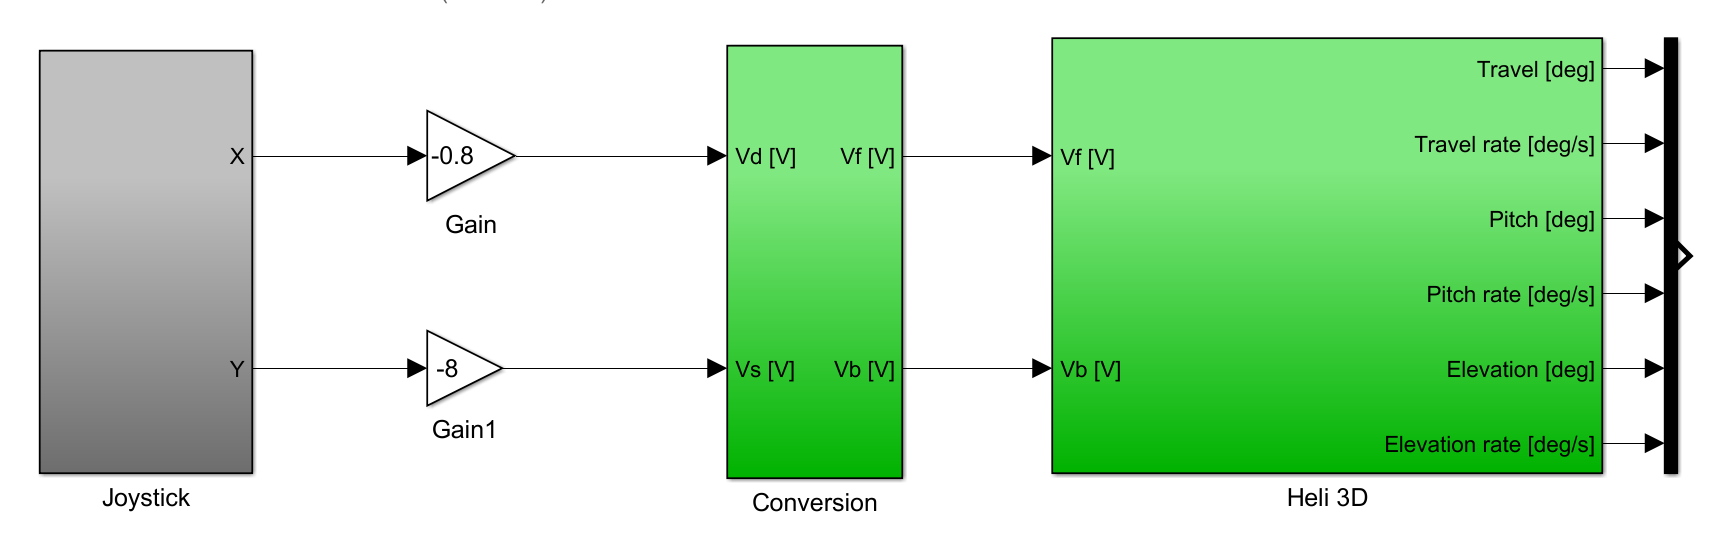 Travel [deg]
Travel rate [deg/s]
X
-0.8
Vd [V]
Vf [V]
Vf [V]
Pitch [deg]
Gain
Pitch rate [deg/s]
Y
-8
Vs [V]
Vb [V]
Vb [V]
Elevation [deg]
Gain1
Elevation rate [deg/s]
Joystick
Conversion
Heli 3D